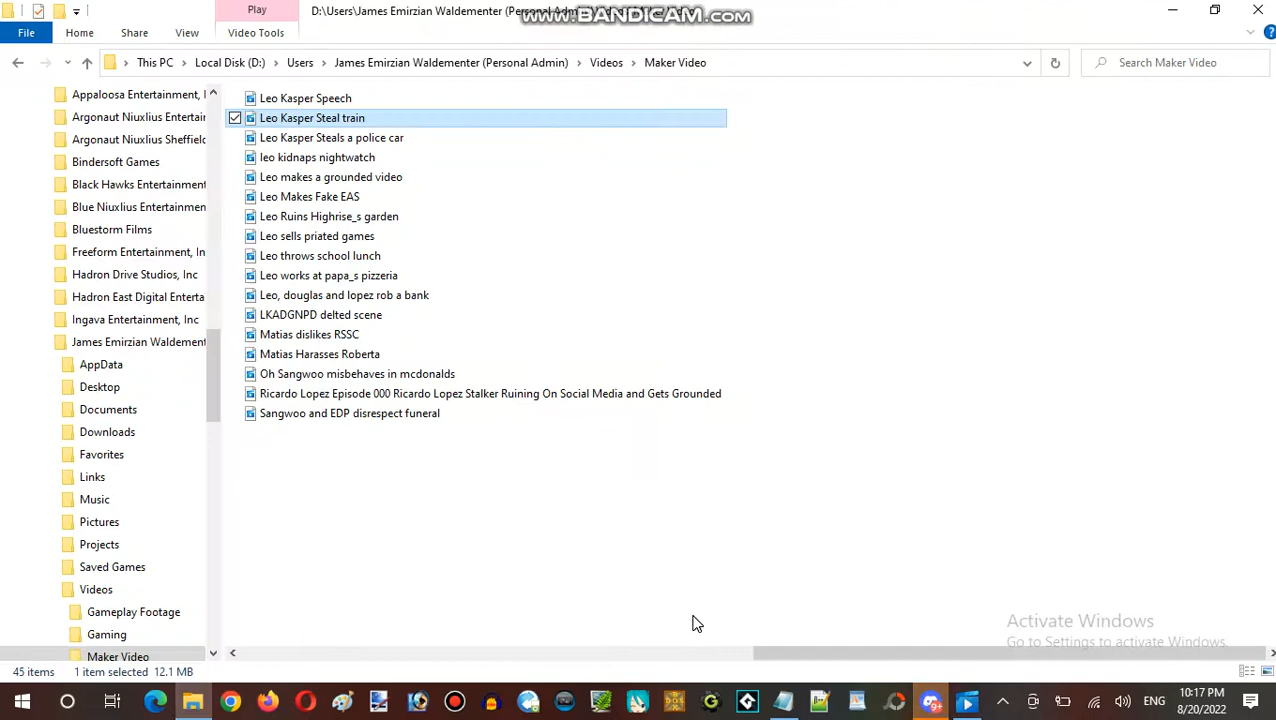 Play
D:\Users\James Emirzian Waldementer (Personal Admin)
www.BANDICAM.com
File
Home
Share
View
Video Tools
This PC > Local Disk (D:) > Users > James Emirzian Waldementer (Personal Admin) > Videos > Maker Video
Search Maker Video
Appaloosa Entertainment, I
Argonaut Niuxlius Entertai
Argonaut Niuxlius Sheffield
Bindersoft Games
Black Hawks Entertainment
Blue Niuxlius Entertainmen
Bluestorm Films
Freeform Entertainment, In
Hadron Drive Studios, Inc
Hadron East Digital Enterta
Ingava Entertainment, Inc
James Emirzian Waldement
AppData
Desktop
Documents
Downloads
Favorites
Links
Music
Pictures
Projects
Saved Games
Videos
Gameplay Footage
Gaming
Maker Video
Leo Kasper Speech
Leo Kasper Steal train
Leo Kasper Steals a police car
leo kidnaps nightwatch
Leo makes a grounded video
Leo Makes Fake EAS
Leo Ruins Highrise_s garden
Leo sells priated games
Leo throws school lunch
Leo works at papa_s pizzeria
Leo, douglas and lopez rob a bank
LKADGNPD delted scene
Matias dislikes RSSC
Matias Harasses Roberta
Oh Sangwoo misbehaves in mcdonalds
Ricardo Lopez Episode 000 Ricardo Lopez Stalker Ruining On Social Media and Gets Grounded
Sangwoo and EDP disrespect funeral
Activate Windows
Go to Settings to activate Windows.
45 items
1 item selected 12.1 MB
ENG
10:17 PM
8/20/2022